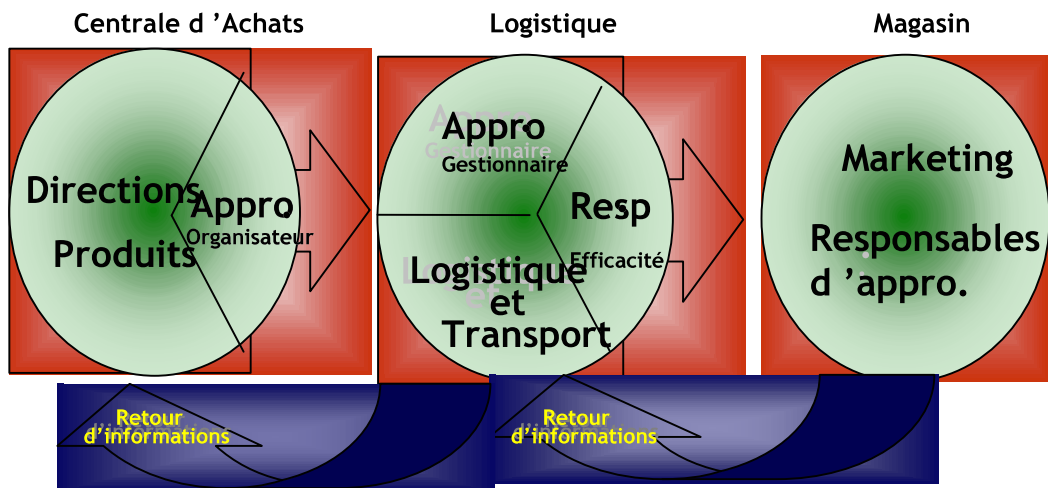 Centrale d ’Achats
Logistique
Magasin
Directions
Produits
Appro.
Organisateur
Appro.
Gestionnaire
Resp.
Efficacité
Logistique
et
Transport
Marketing
Responsables
d ’appro.
Retour
d’informations
Retour
d’informations